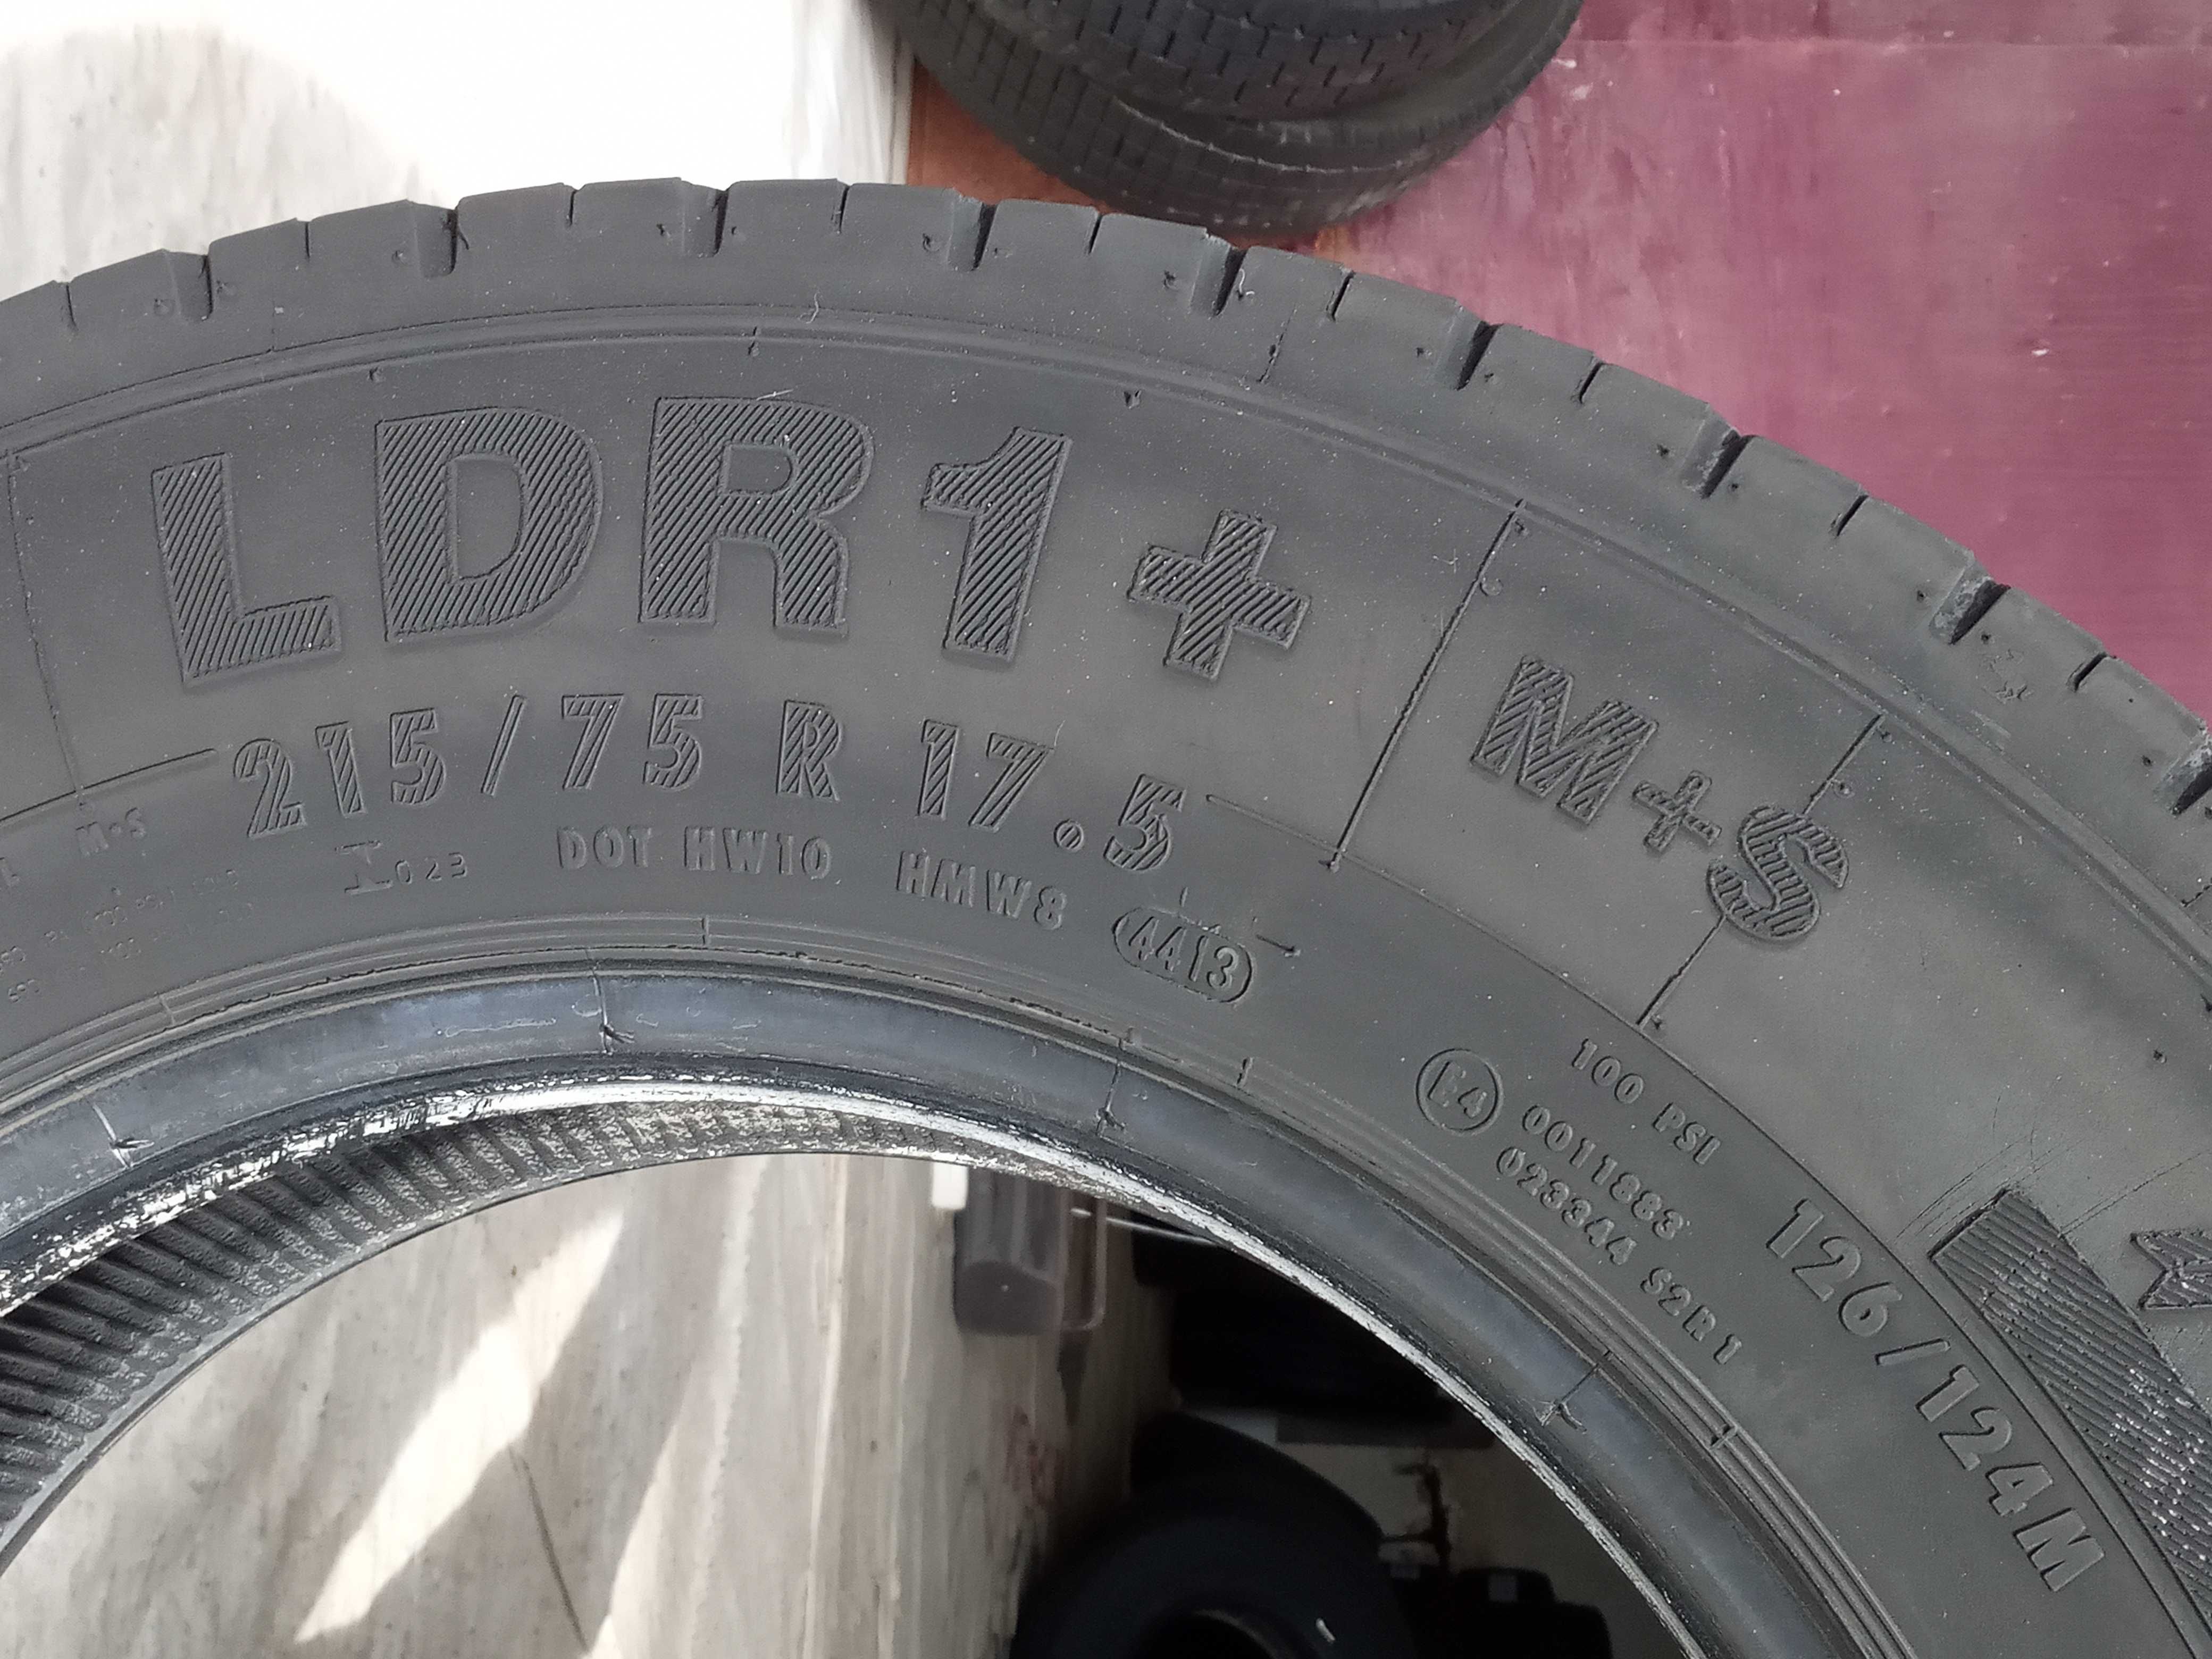 LDR1+
215/75 R 17.5
M+S
M+S
023
DOT HW10 HMW8 4413
100 PSI
E4 0011883
023344 S2R1
126/124M